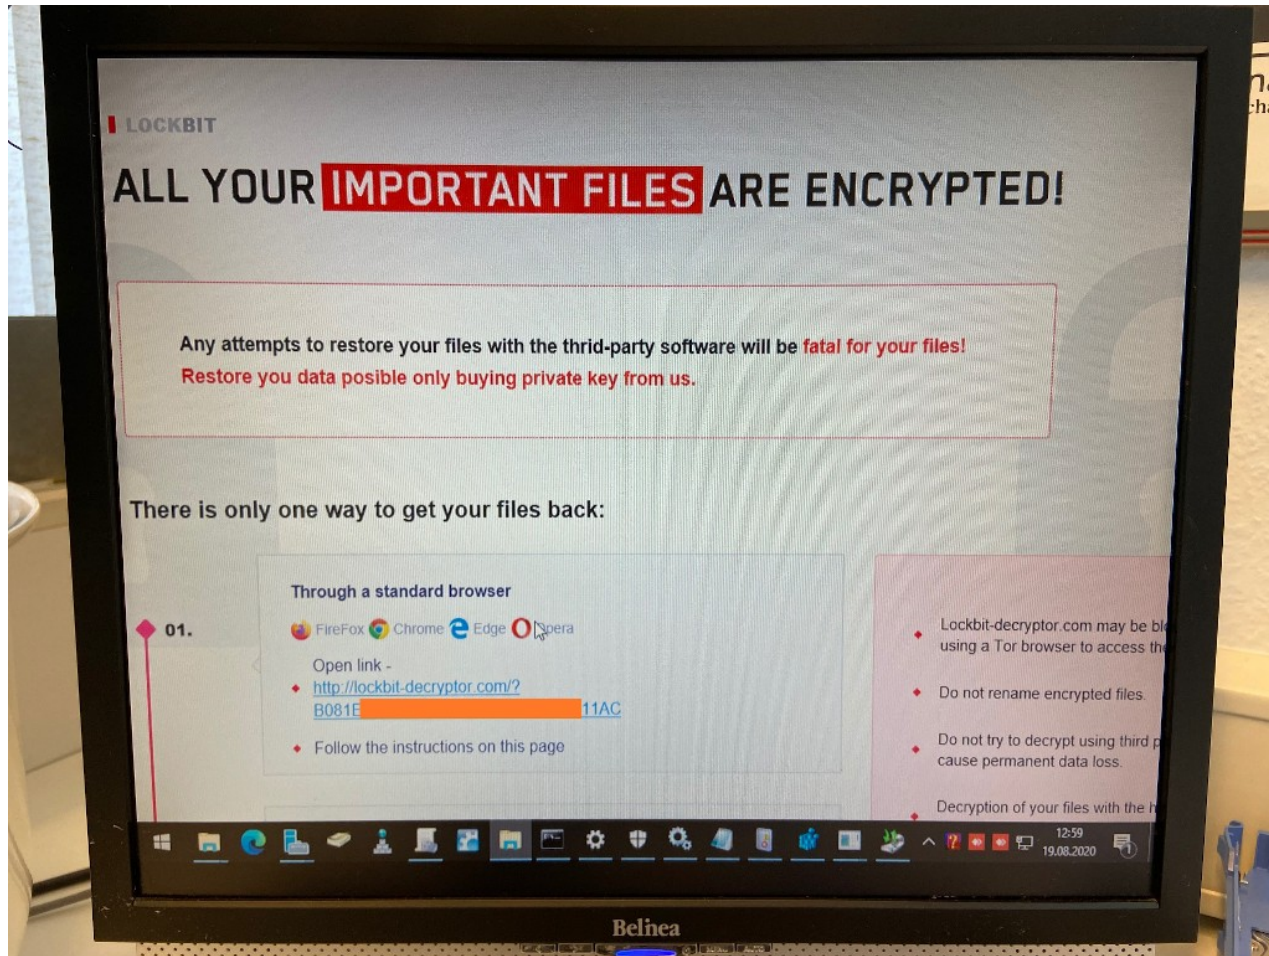 LOCKBIT
ALL YOUR IMPORTANT FILES ARE ENCRYPTED!
Any attempts to restore your files with the thrid-party software will be fatal for your files!
Restore you data posible only buying private key from us.
There is only one way to get your files back:
01.
Through a standard browser
FireFox Chrome Edge Opera
Open link -
http://lockbit-decryptor.com/?
B081E 11AC
Follow the instructions on this page
Lockbit-decryptor.com may be
using a Tor browser to access
Do not rename encrypted files.
Do not try to decrypt using third
cause permanent data loss.
Decryption of your files with the
12:59
19.08.2020
1
Belinea